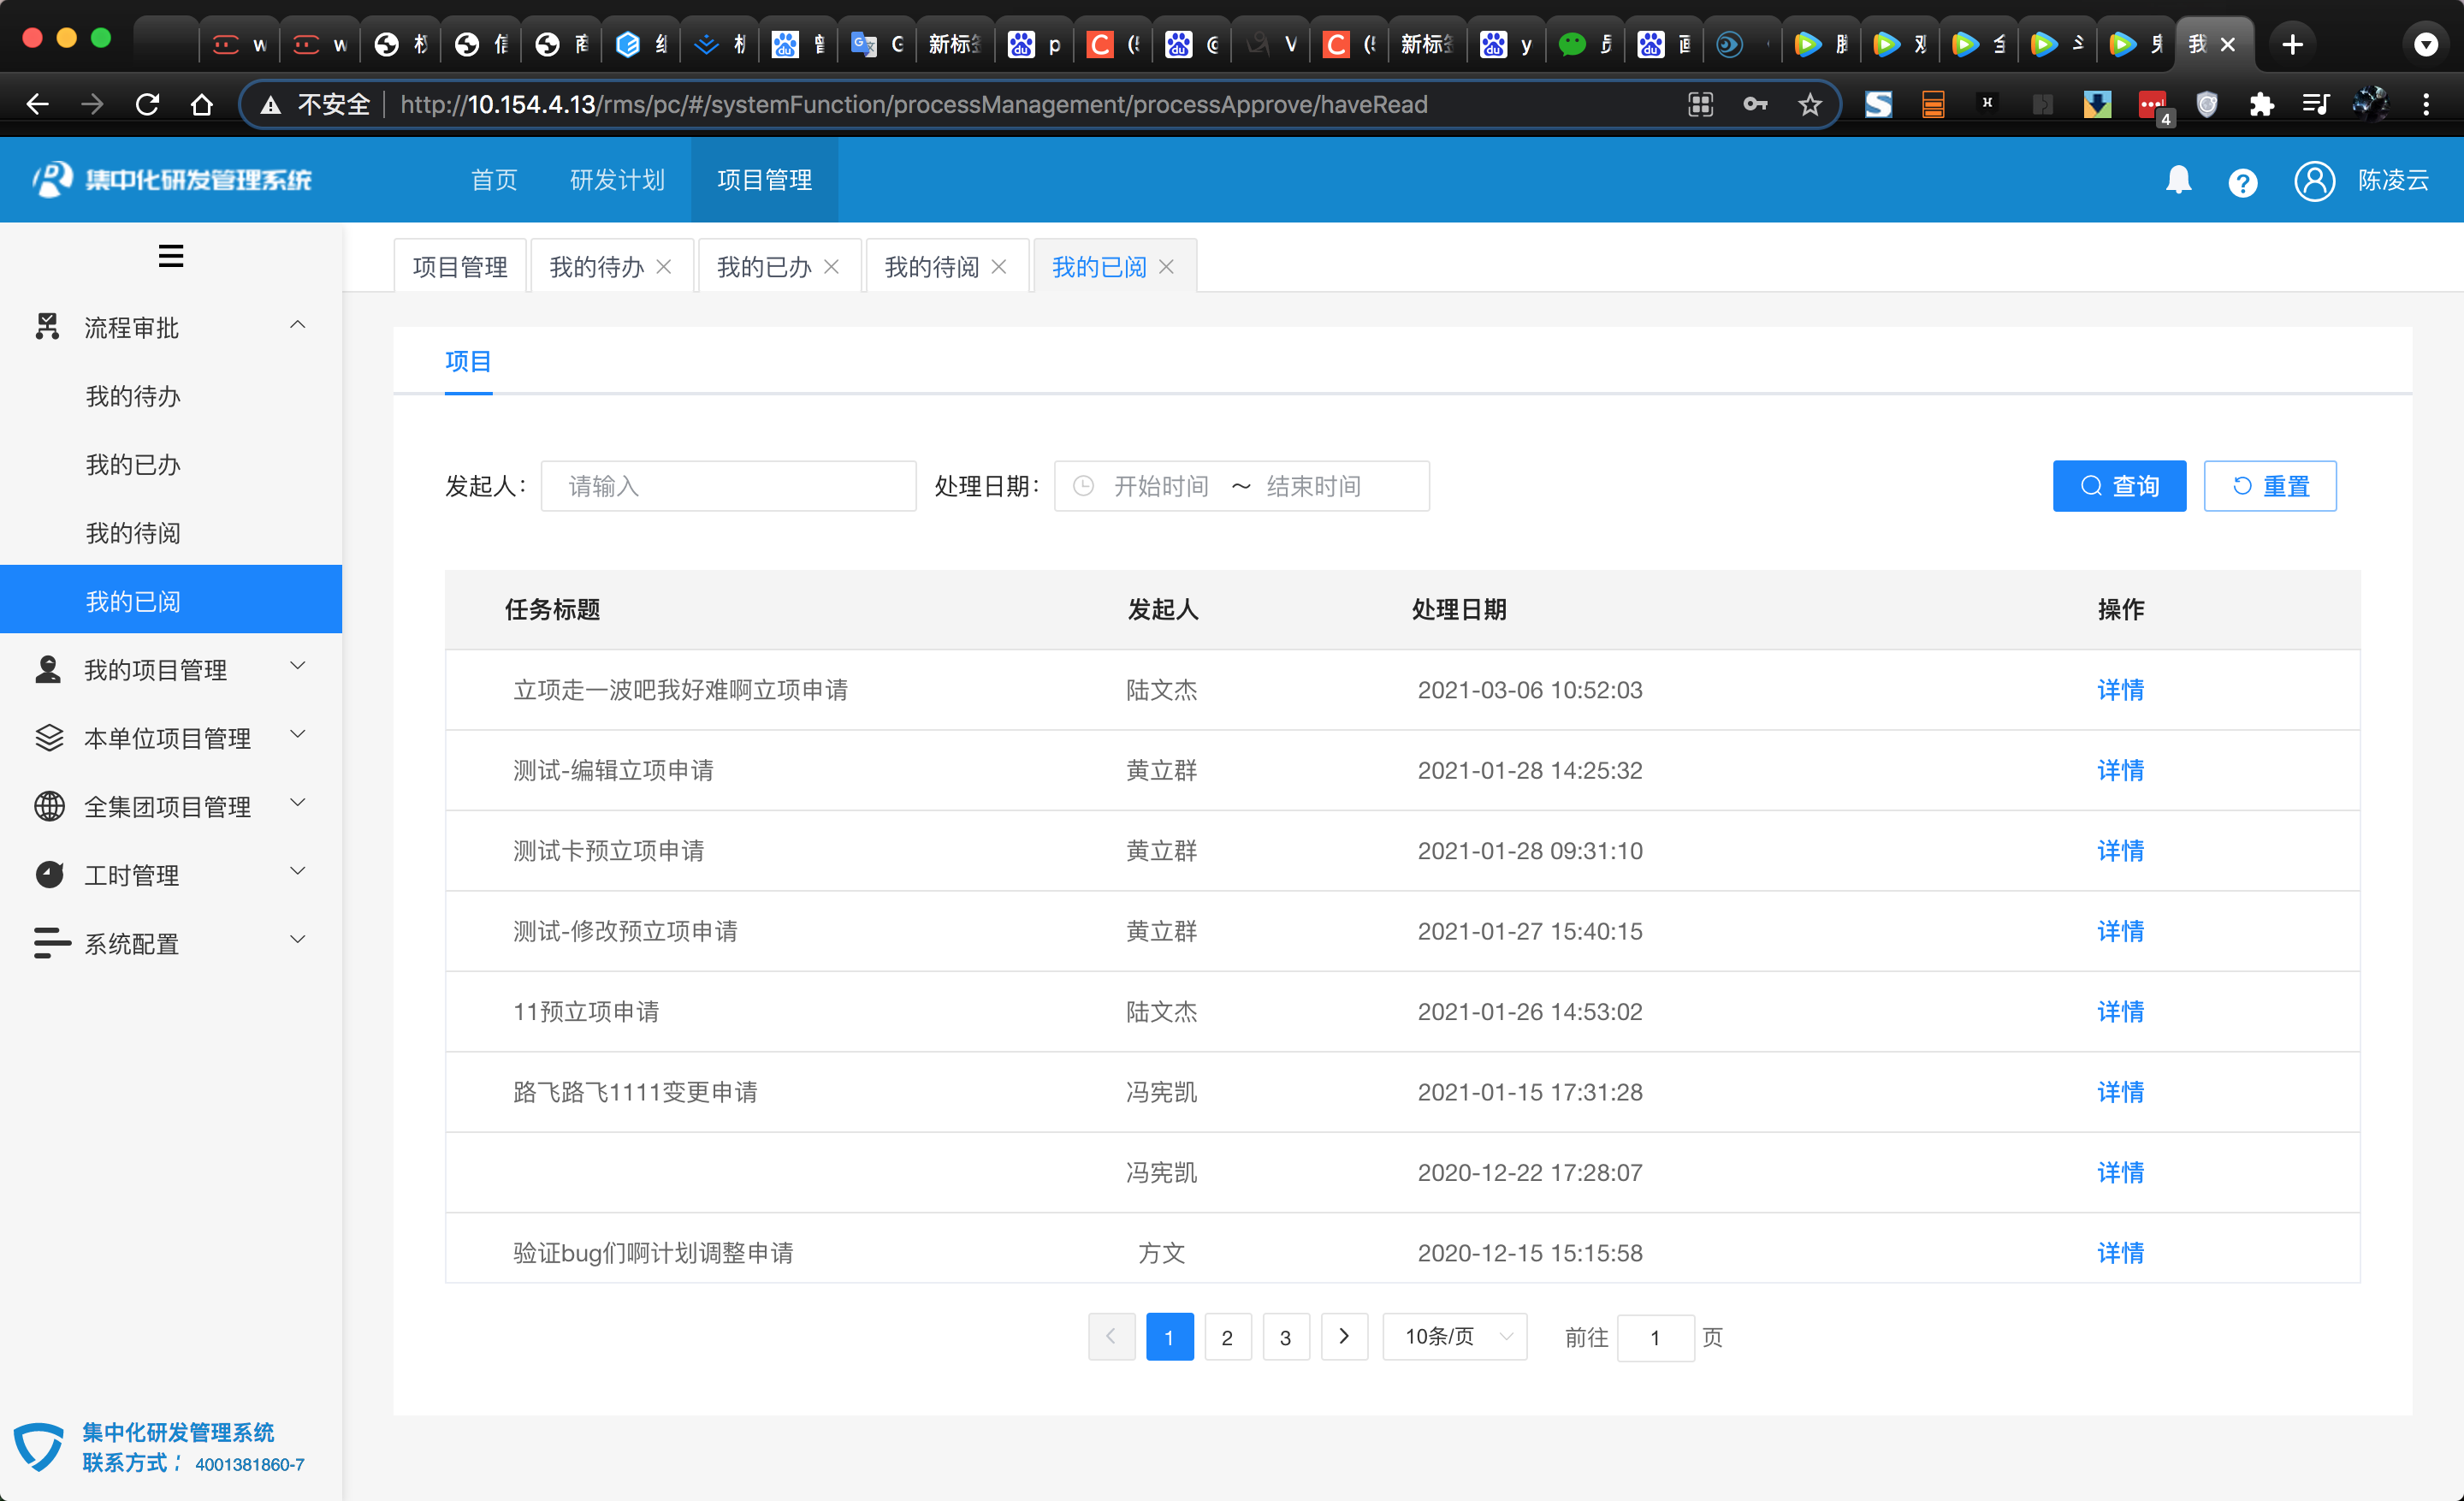 新标 p 新标 y 我
4
不安全 http://10.154.4.13/rms/pc/#/systemFunction/processManagement/processApprove/haveRead
集中化研发管理系统 首页 研发计划 项目管理 陈凌云
项目管理 我的待办 我的已办 我的待阅 我的已阅
流程审批
我的待办
我的已办
我的待阅
我的已阅
我的项目管理
本单位项目管理
全集团项目管理
工时管理
系统配置
集中化研发管理系统
联系方式： 4001381860-7
项目
发起人： 请输入 处理日期： 开始时间 ～ 结束时间 查询 重置
任务标题 发起人 处理日期 操作
立项走一波吧我好难啊立项申请 陆文杰 2021-03-06 10:52:03 详情
测试-编辑立项申请 黄立群 2021-01-28 14:25:32 详情
测试卡预立项申请 黄立群 2021-01-28 09:31:10 详情
测试-修改预立项申请 黄立群 2021-01-27 15:40:15 详情
11预立项申请 陆文杰 2021-01-26 14:53:02 详情
路飞路飞1111变更申请 冯宪凯 2021-01-15 17:31:28 详情
冯宪凯 2020-12-22 17:28:07 详情
验证bug们啊计划调整申请 方文 2020-12-15 15:15:58 详情
1 2 3 10条/页 前往 1 页